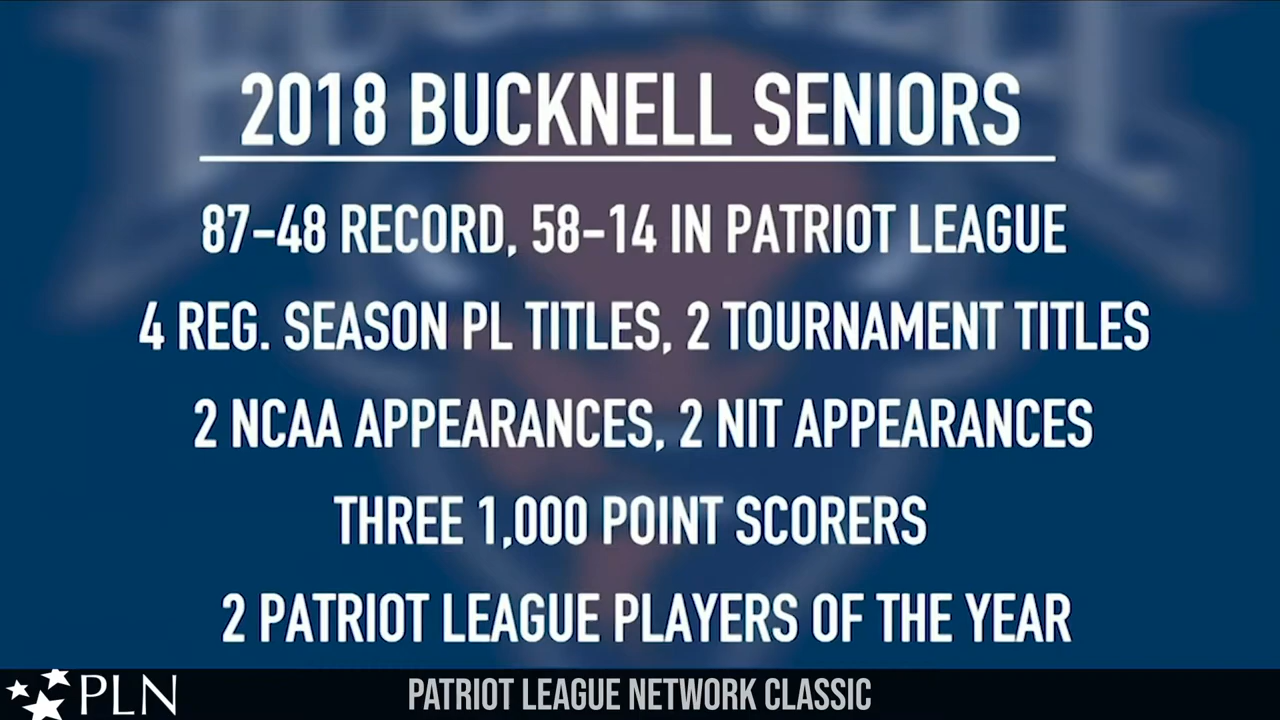 2018 BUCKNELL SENIORS
87-48 RECORD, 58-14 IN PATRIOT LEAGUE
4 REG. SEASON PL TITLES, 2 TOURNAMENT TITLES
2 NCAA APPEARANCES, 2 NIT APPEARANCES
THREE 1,000 POINT SCORERS
2 PATRIOT LEAGUE PLAYERS OF THE YEAR
PLN
PATRIOT LEAGUE NETWORK CLASSIC